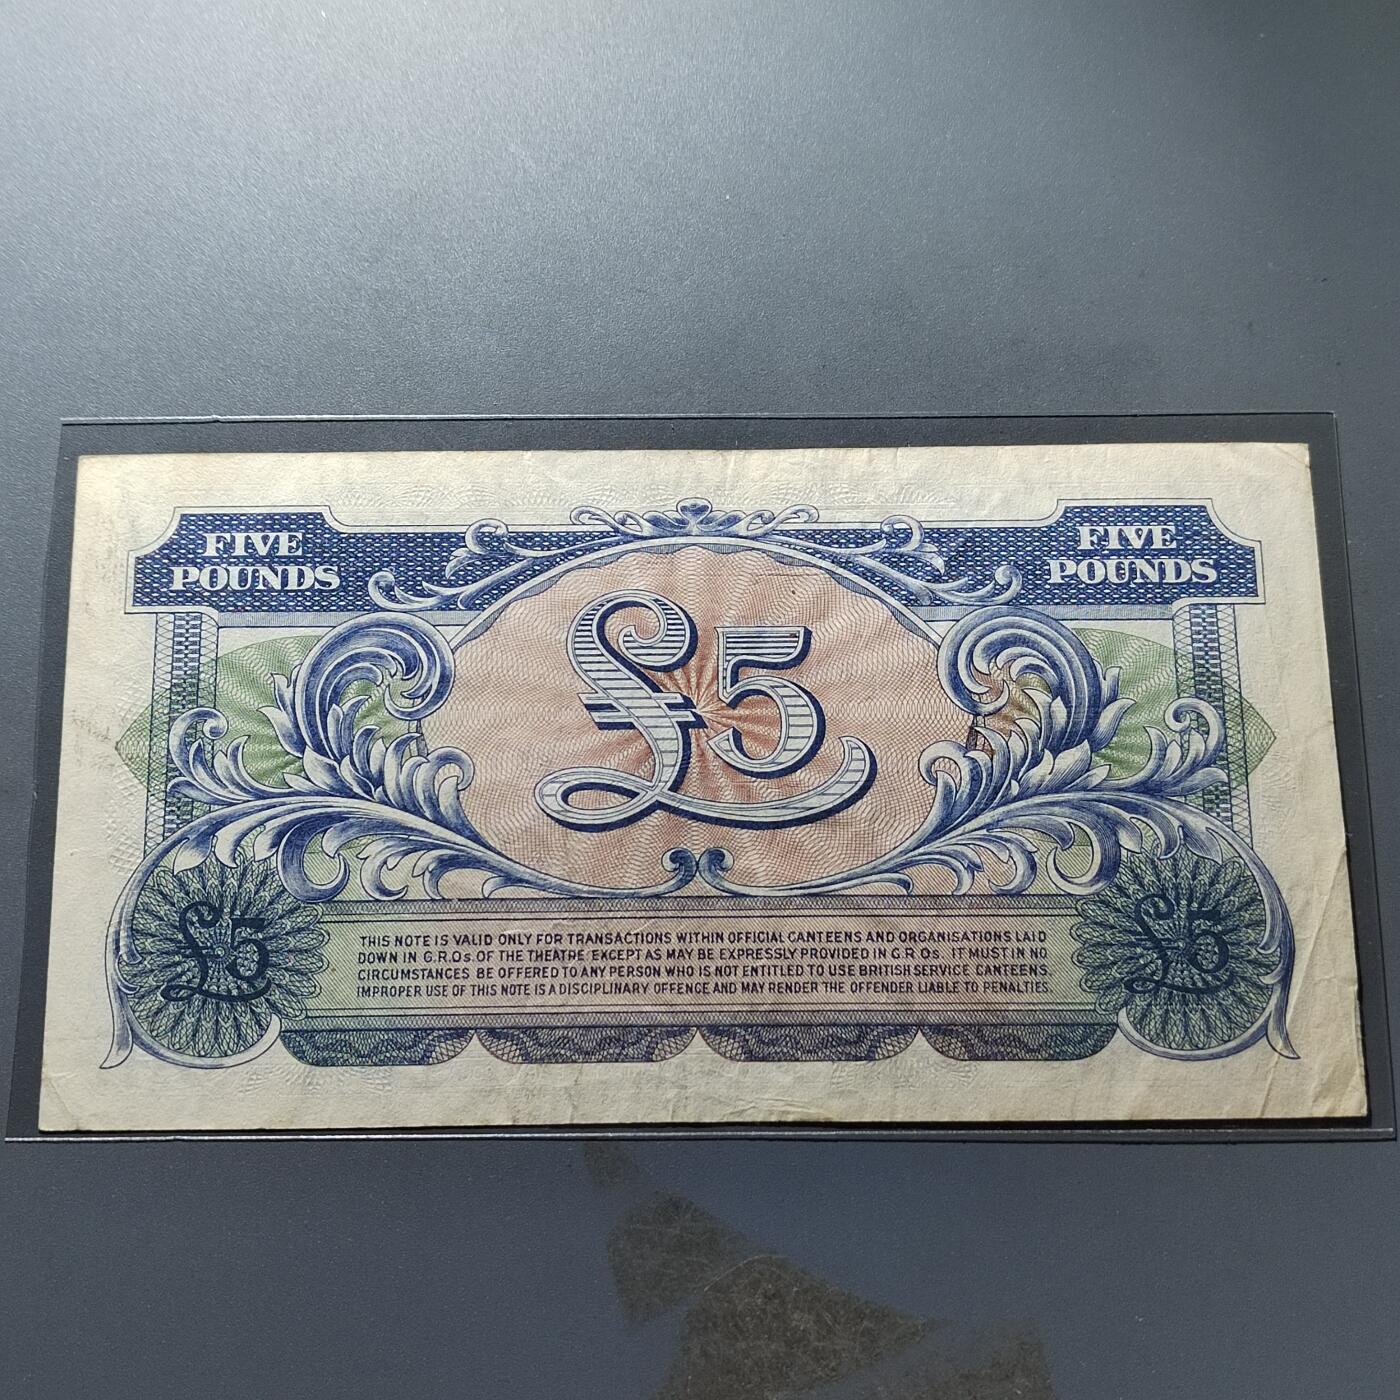 FIVE
POUNDS
FIVE
POUNDS
£5
£5
£5
THIS NOTE IS VALID ONLY FOR TRANSACTIONS WITHIN OFFICIAL CANTEENS AND ORGANISATIONS LAID
DOWN IN G.R.Os. OF THE THEATRE EXCEPT AS MAY BE EXPRESSLY PROVIDED IN G.R.Os. IT MUST IN NO
CIRCUMSTANCES BE OFFERED TO ANY PERSON WHO IS NOT ENTITLED TO USE BRITISH SERVICE CANTEENS.
IMPROPER USE OF THIS NOTE IS A DISCIPLINARY OFFENCE AND MAY RENDER THE OFFENDER LIABLE TO PENALTIES.